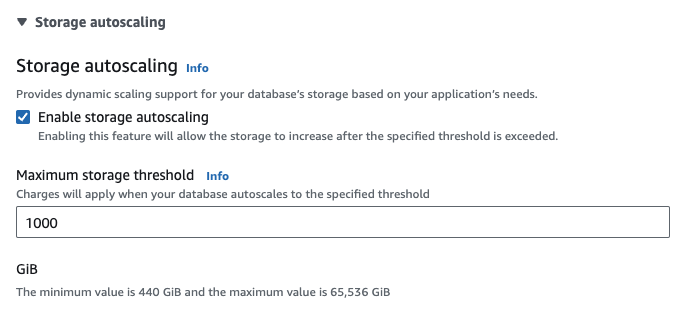 ▼ Storage autoscaling
Storage autoscaling Info
Provides dynamic scaling support for your database's storage based on your application's needs.
Enable storage autoscaling
Enabling this feature will allow the storage to increase after the specified threshold is exceeded.
Maximum storage threshold Info
Charges will apply when your database autoscales to the specified threshold
1000
GiB
The minimum value is 440 GiB and the maximum value is 65,536 GiB